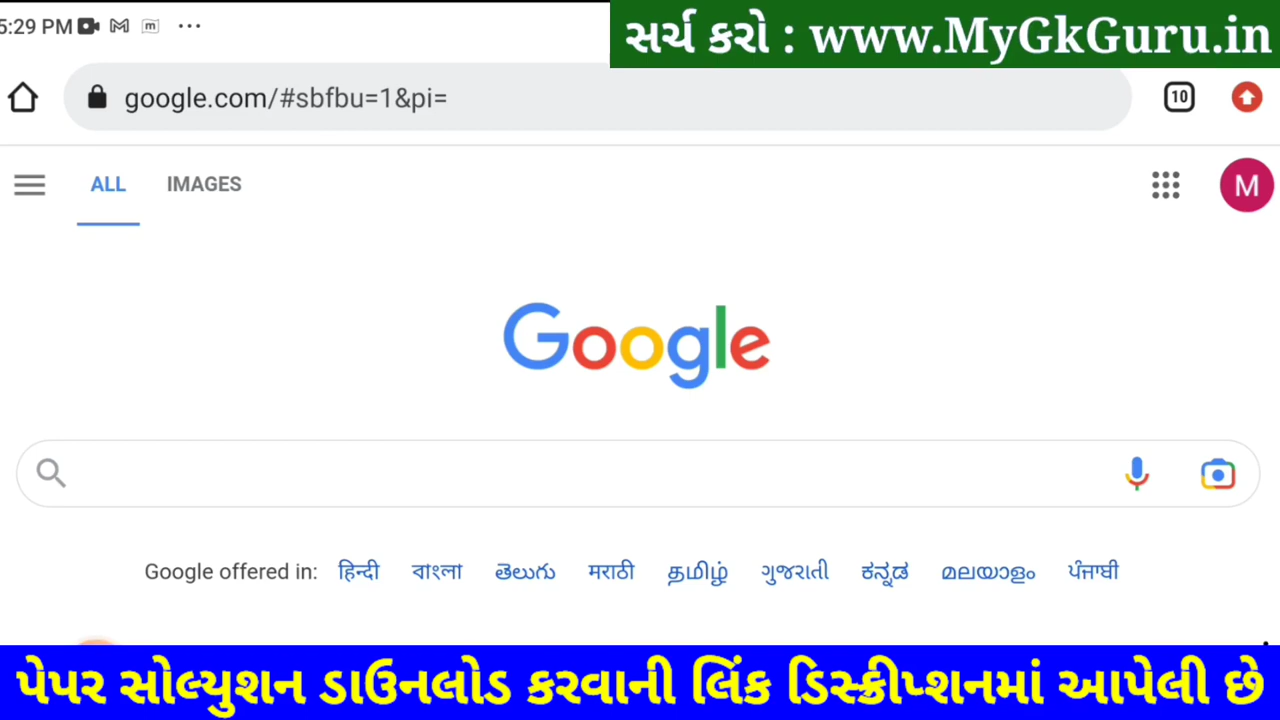 5:29 PM
સર્ચ કરો : www.MyGkGuru.in
google.com/#sbfbu=1&pi=
10
ALL IMAGES
M
Google
Google offered in: हिन्दी বাংলা తెలుగు मराठी தமிழ் ગુજરાતી ಕನ್ನಡ മലയാളം ਪੰਜਾਬੀ
પેપર સોલ્યુશન ડાઉનલોડ કરવાની લિંક ડિસ્ક્રીપ્શનમાં આપેલી છે